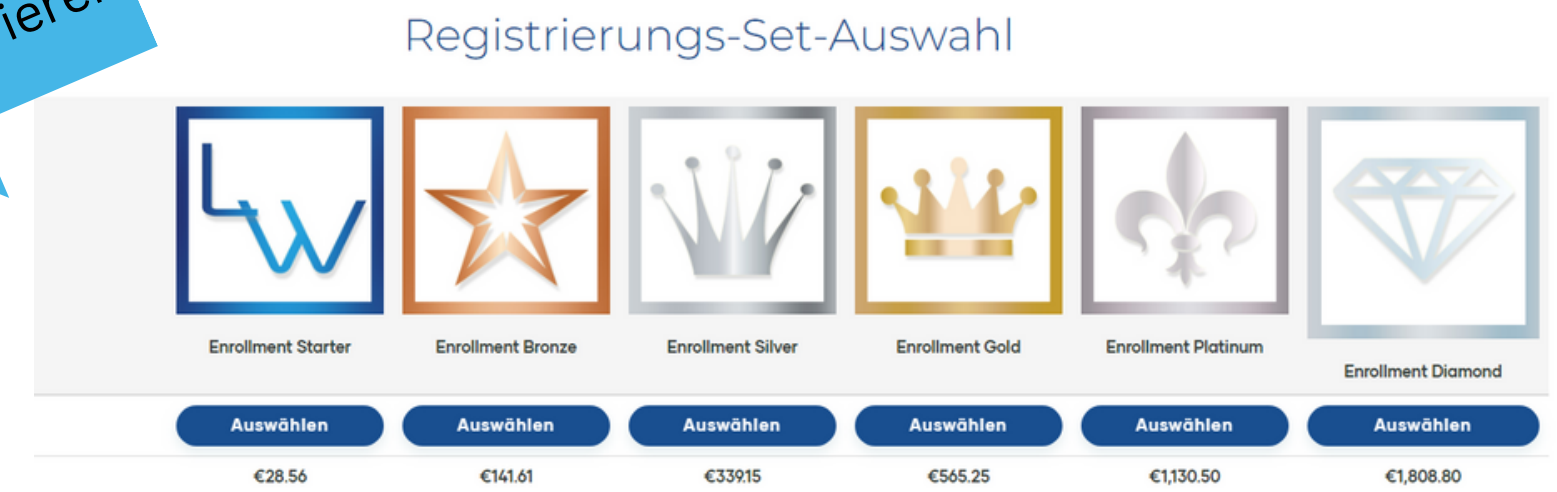 Registrierungs-Set-Auswahl
LW
Enrollment Starter
Enrollment Bronze
Enrollment Silver
Enrollment Gold
Enrollment Platinum
Enrollment Diamond
Auswählen
Auswählen
Auswählen
Auswählen
Auswählen
Auswählen
€28.56
€141.61
€339.15
€565.25
€1,130.50
€1,808.80